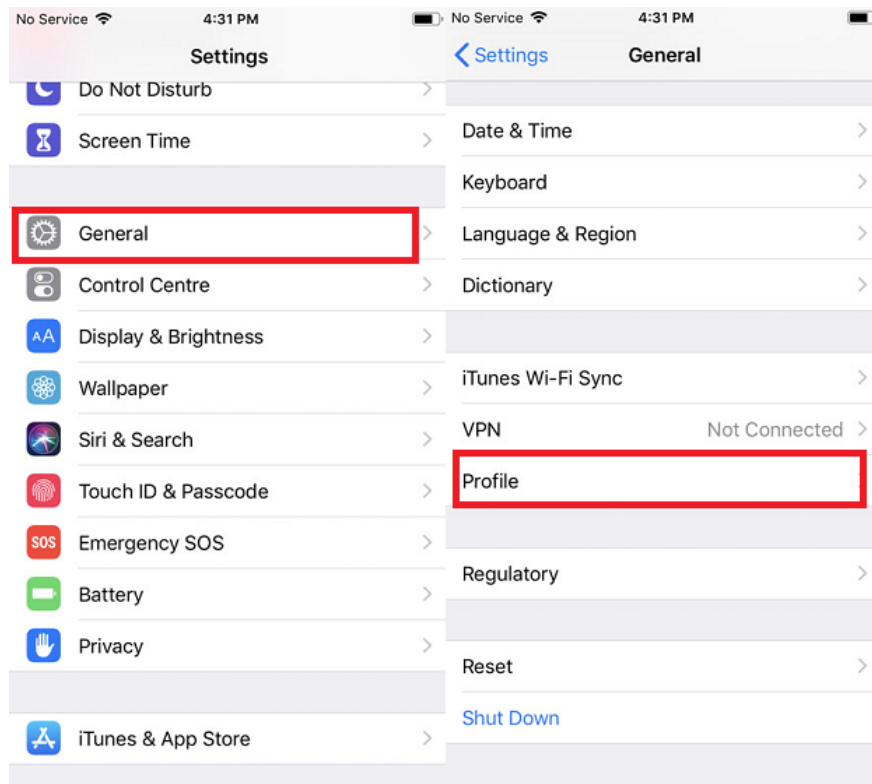 No Service 4:31 PM
Settings
Do Not Disturb
Screen Time
General
Control Centre
AA Display & Brightness
Wallpaper
Siri & Search
Touch ID & Passcode
SOS Emergency SOS
Battery
Privacy
iTunes & App Store
No Service 4:31 PM
Settings General
Date & Time
Keyboard
Language & Region
Dictionary
iTunes Wi-Fi Sync
VPN Not Connected
Profile
Regulatory
Reset
Shut Down